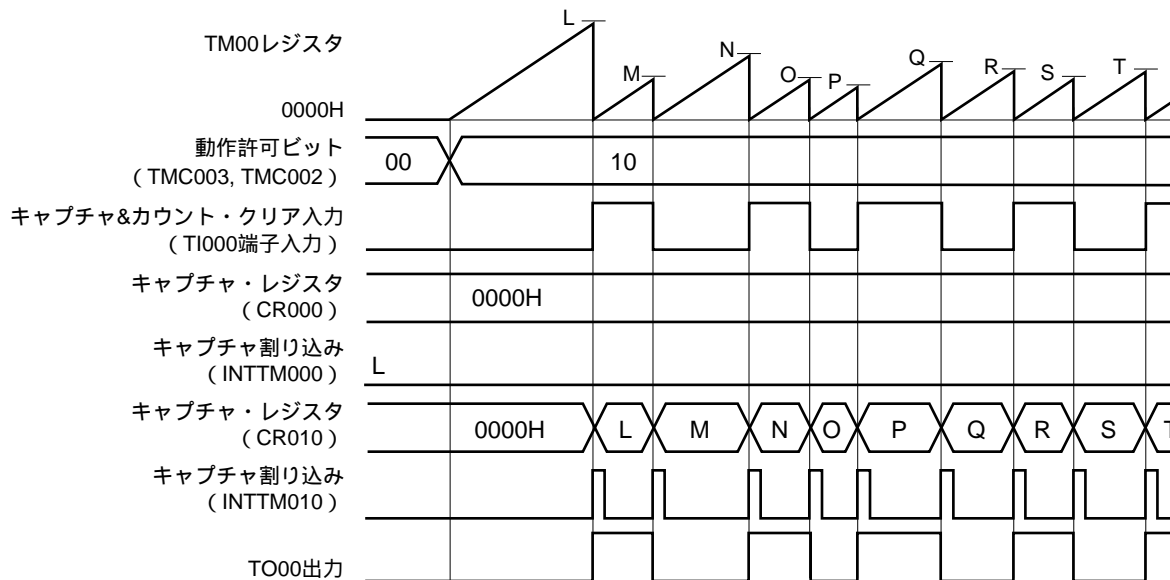 L
TM00レジスタ
M
N
O
P
Q
R
S
T
0000H
動作許可ビット
（TMC003, TMC002）
00
10
キャプチャ&カウント・クリア入力
（TI000端子入力）
キャプチャ・レジスタ
（CR000）
0000H
キャプチャ割り込み
（INTTM000）
L
キャプチャ・レジスタ
（CR010）
0000H
L
M
N
O
P
Q
R
S
T
キャプチャ割り込み
（INTTM010）
TO00出力